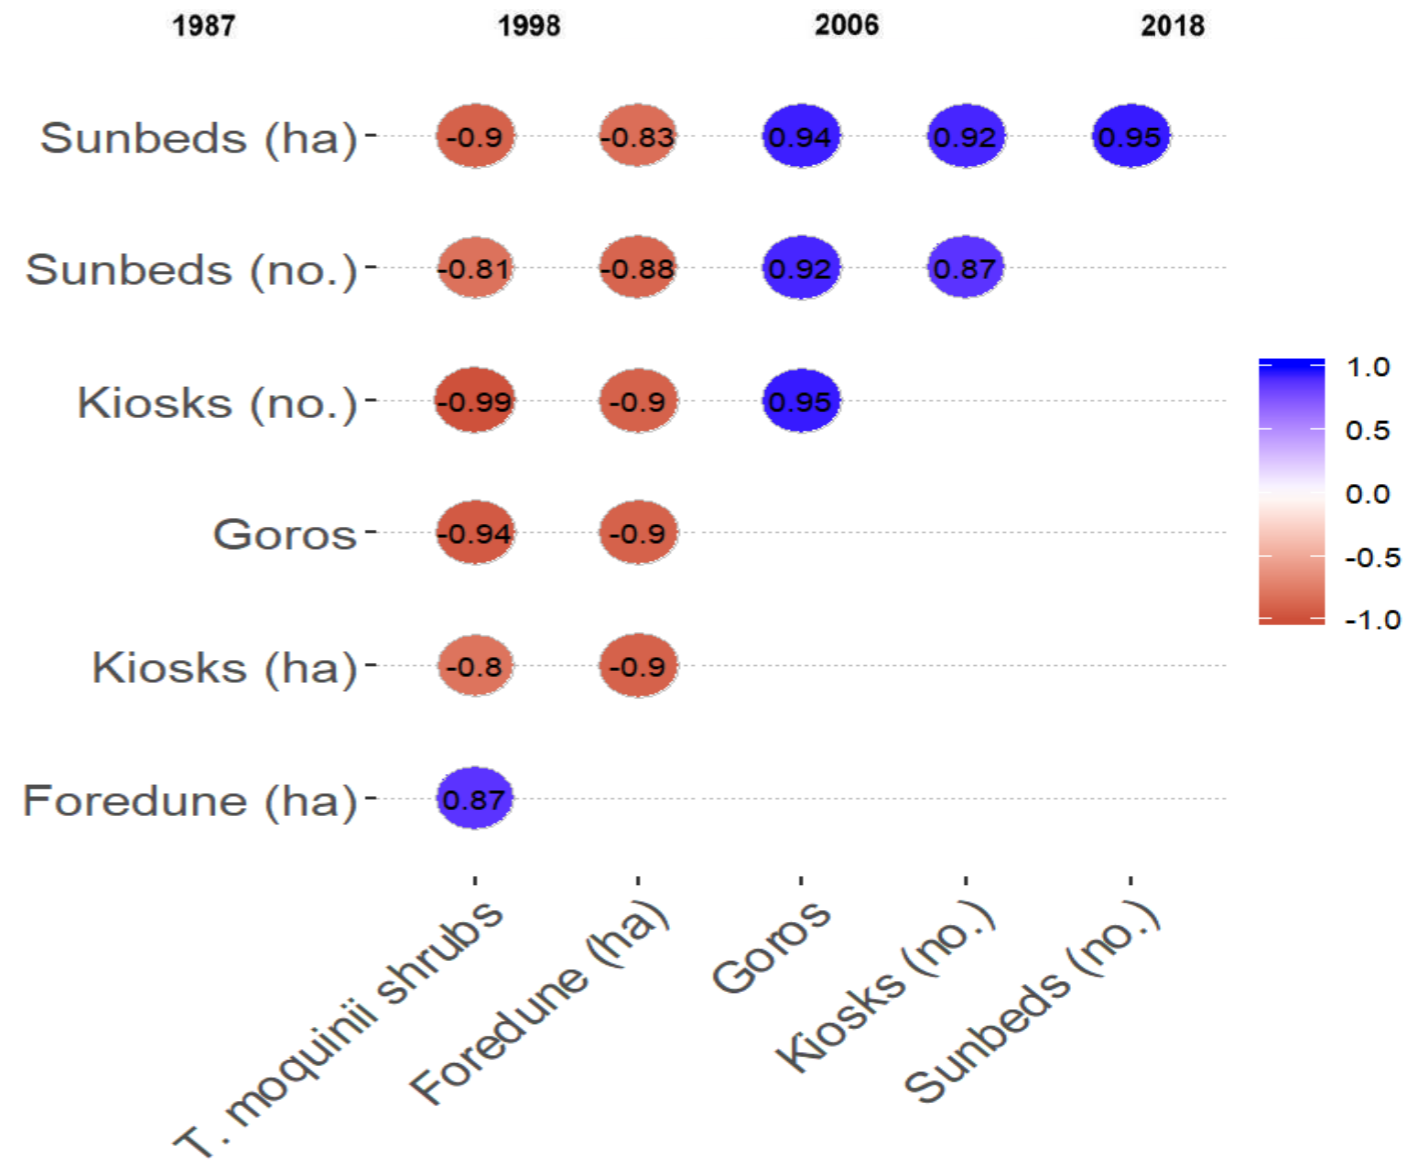 1987 1998 2006 2018
Sunbeds (ha) -0.9 -0.83 0.94 0.92 0.95
Sunbeds (no.) -0.81 -0.88 0.92 0.87
Kiosks (no.) -0.99 -0.9 0.95
Goros -0.94 -0.9
Kiosks (ha) -0.8 -0.9
Foredune (ha) 0.87
1.0
0.5
0.0
-0.5
-1.0
T. moquinii shrubs
Foredune (ha)
Goros
Kiosks (no.)
Sunbeds (no.)